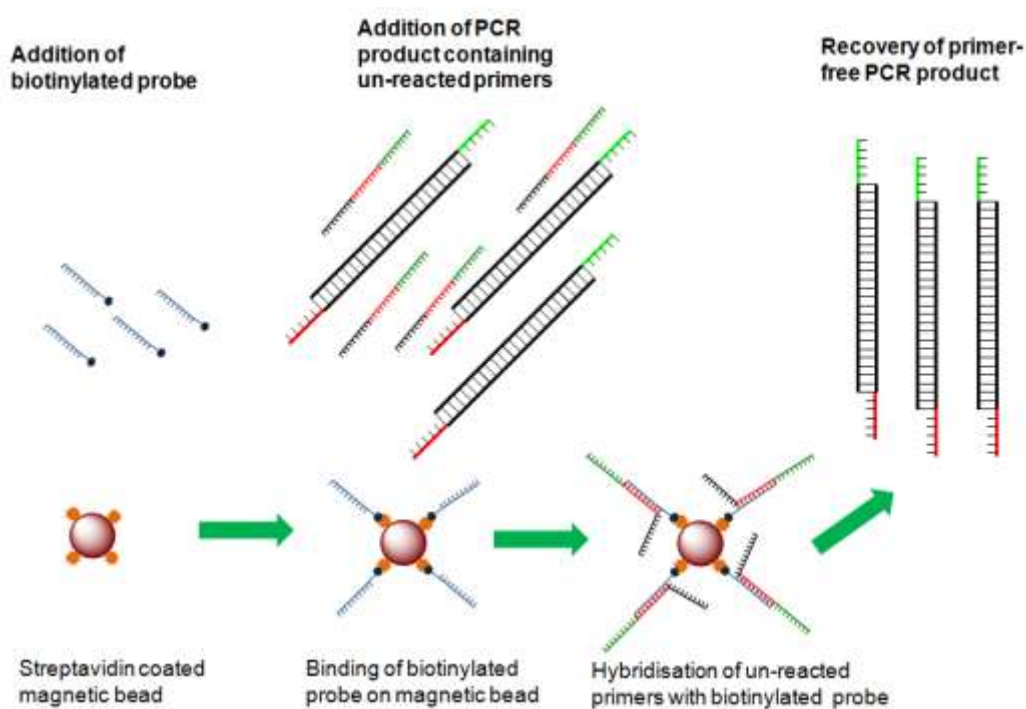 Addition of
biotinylated probe
Addition of PCR
product containing
un-reacted primers
Recovery of primer-
free PCR product
Streptavidin coated
magnetic bead
Binding of biotinylated
probe on magnetic bead
Hybridisation of un-reacted
primers with biotinylated probe